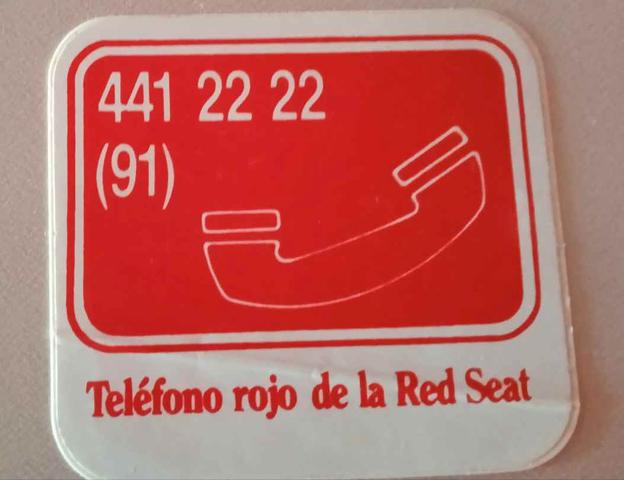 441 22 22
(91)
Teléfono rojo de la Red Seat